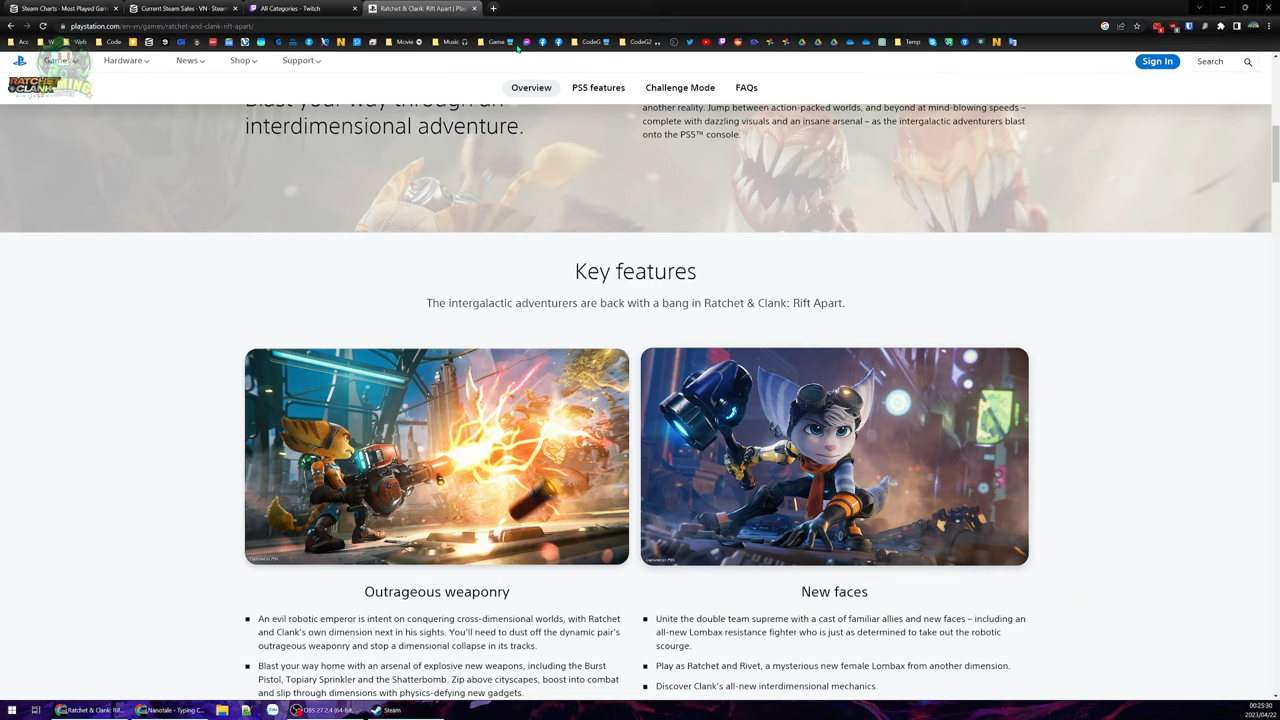 Steam Charts - Most Played Gam
Current Steam Sales - VN · Steam
All Categories - Twitch
Ratchet & Clank: Rift Apart | Pla
playstation.com/en-vn/games/ratchet-and-clank-rift-apart/
Acc
W
Web
Code
Movie
Music
Game
CodeG
CodeG2
Temp
Games
Hardware
News
Shop
Support
Sign In
Search
RATCHET
CLANK
Overview
PS5 features
Challenge Mode
FAQs
Blast your way through an
interdimensional adventure.
another reality. Jump between action-packed worlds, and beyond at mind-blowing speeds –
complete with dazzling visuals and an insane arsenal – as the intergalactic adventurers blast
onto the PS5™ console.
Key features
The intergalactic adventurers are back with a bang in Ratchet & Clank: Rift Apart.
Captured on PS5
Captured on PS5
Outrageous weaponry
An evil robotic emperor is intent on conquering cross-dimensional worlds, with Ratchet
and Clank's own dimension next in his sights. You'll need to dust off the dynamic pair's
outrageous weaponry and stop a dimensional collapse in its tracks.
Blast your way home with an arsenal of explosive new weapons, including the Burst
Pistol, Topiary Sprinkler and the Shatterbomb. Zip above cityscapes, boost into combat
and slip through dimensions with physics-defying new gadgets.
New faces
Unite the double team supreme with a cast of familiar allies and new faces – including an
all-new Lombax resistance fighter who is just as determined to take out the robotic
scourge.
Play as Ratchet and Rivet, a mysterious new female Lombax from another dimension.
Discover Clank's all-new interdimensional mechanics.
Ratchet & Clank Rif...
Nanotale - Typing C...
OBS 27.2.4 (64-bit, ...
Steam
00:25:30
2023/04/22